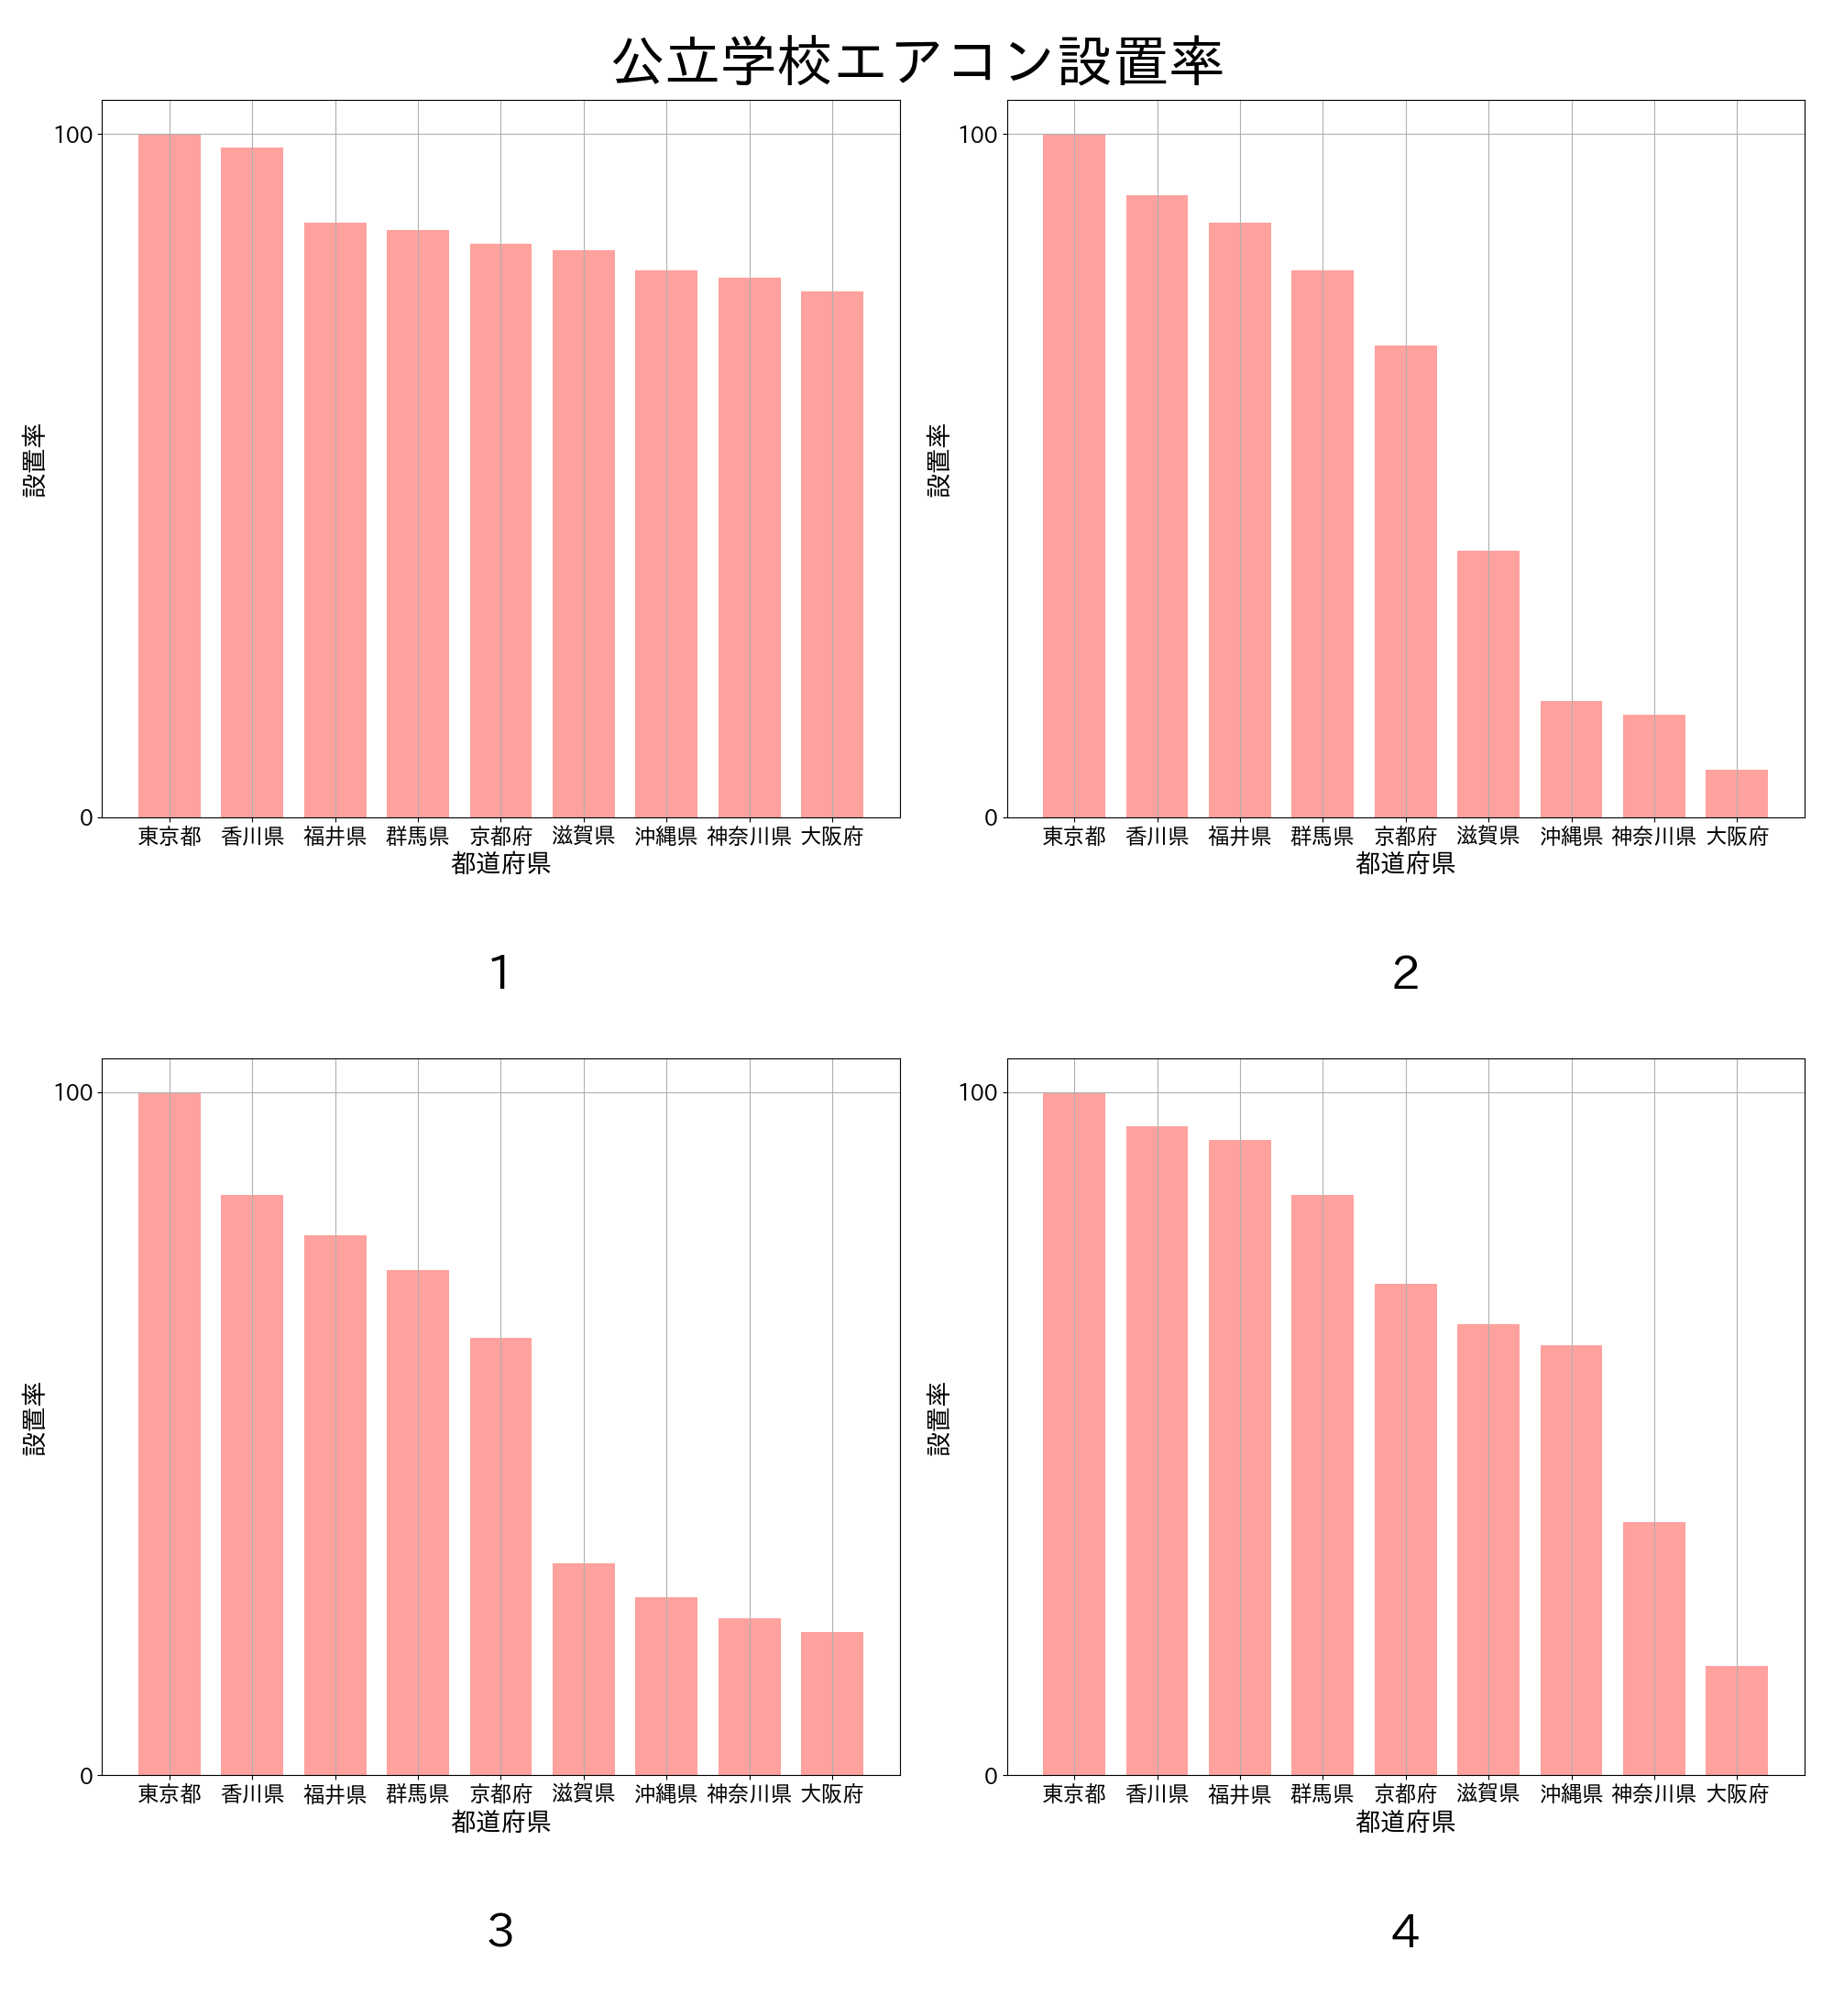 公立学校エアコン設置率
100
0
設置率
東京都 香川県 福井県 群馬県 京都府 滋賀県 沖縄県 神奈川県 大阪府
都道府県
1
100
0
設置率
東京都 香川県 福井県 群馬県 京都府 滋賀県 沖縄県 神奈川県 大阪府
都道府県
2
100
0
設置率
東京都 香川県 福井県 群馬県 京都府 滋賀県 沖縄県 神奈川県 大阪府
都道府県
3
100
0
設置率
東京都 香川県 福井県 群馬県 京都府 滋賀県 沖縄県 神奈川県 大阪府
都道府県
4